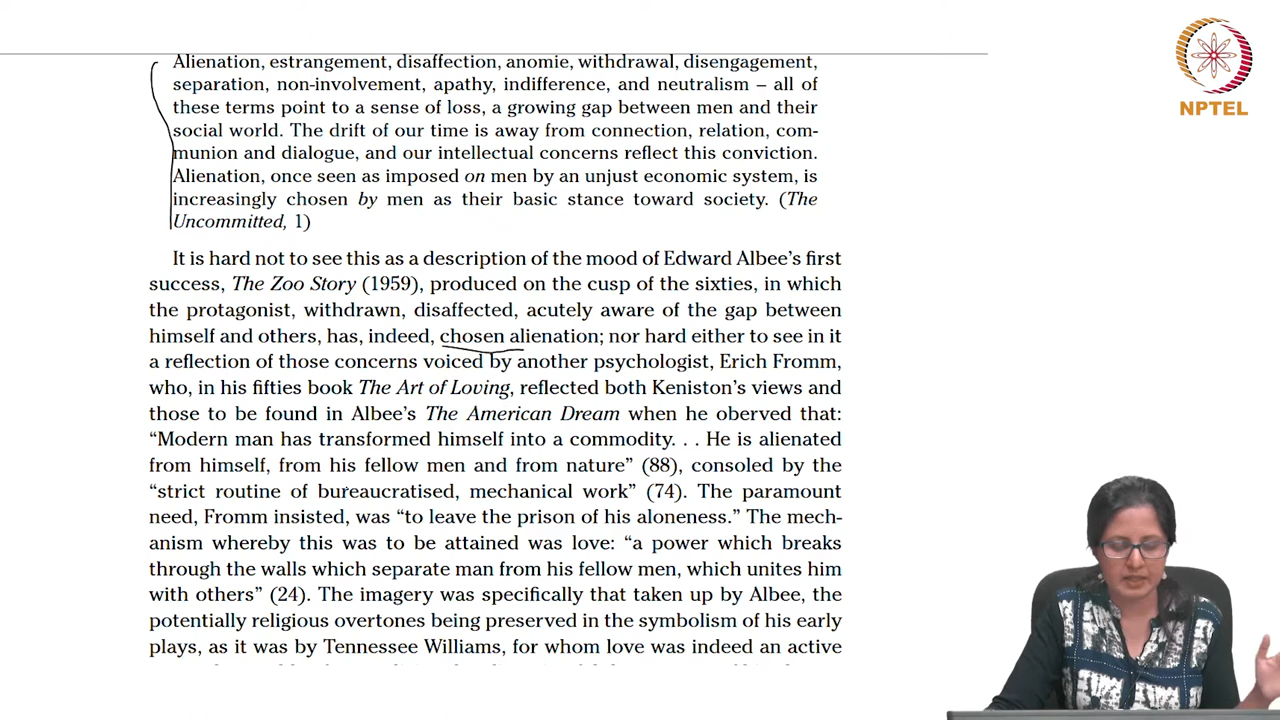 Alienation, estrangement, disaffection, anomie, withdrawal, disengagement,
separation, non-involvement, apathy, indifference, and neutralism – all of
these terms point to a sense of loss, a growing gap between men and their
social world. The drift of our time is away from connection, relation, com-
munion and dialogue, and our intellectual concerns reflect this conviction.
Alienation, once seen as imposed on men by an unjust economic system, is
increasingly chosen by men as their basic stance toward society. (The
Uncommitted, 1)
It is hard not to see this as a description of the mood of Edward Albee's first
success, The Zoo Story (1959), produced on the cusp of the sixties, in which
the protagonist, withdrawn, disaffected, acutely aware of the gap between
himself and others, has, indeed, chosen alienation; nor hard either to see in it
a reflection of those concerns voiced by another psychologist, Erich Fromm,
who, in his fifties book The Art of Loving, reflected both Keniston's views and
those to be found in Albee's The American Dream when he oberved that:
“Modern man has transformed himself into a commodity. . . He is alienated
from himself, from his fellow men and from nature” (88), consoled by the
“strict routine of bureaucratised, mechanical work” (74). The paramount
need, Fromm insisted, was “to leave the prison of his aloneness.” The mech-
anism whereby this was to be attained was love: “a power which breaks
through the walls which separate man from his fellow men, which unites him
with others” (24). The imagery was specifically that taken up by Albee, the
potentially religious overtones being preserved in the symbolism of his early
plays, as it was by Tennessee Williams, for whom love was indeed an active
NPTEL